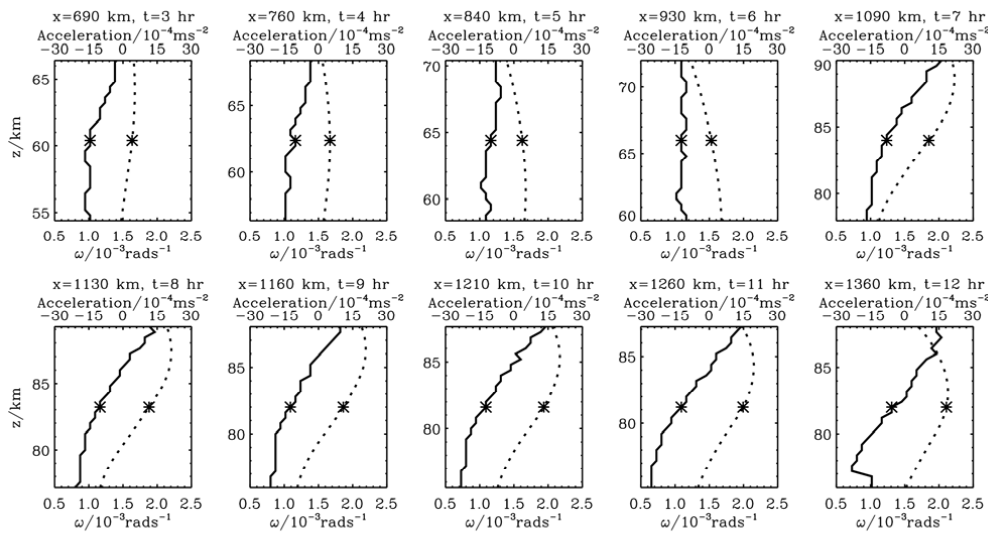 x=690 km, t=3 hr x=760 km, t=4 hr x=840 km, t=5 hr x=930 km, t=6 hr x=1090 km, t=7 hr
Acceleration/10⁻⁴ms⁻² Acceleration/10⁻⁴ms⁻² Acceleration/10⁻⁴ms⁻² Acceleration/10⁻⁴ms⁻² Acceleration/10⁻⁴ms⁻²
−30 −15 0 15 30 −30 −15 0 15 30 −30 −15 0 15 30 −30 −15 0 15 30 −30 −15 0 15 30
65 65 70 70 90
z/km
60 60 65 65 85
55 55 60 60 80
0.5 1.0 1.5 2.0 2.5 0.5 1.0 1.5 2.0 2.5 0.5 1.0 1.5 2.0 2.5 0.5 1.0 1.5 2.0 2.5 0.5 1.0 1.5 2.0 2.5
ω/10⁻³rads⁻¹ ω/10⁻³rads⁻¹ ω/10⁻³rads⁻¹ ω/10⁻³rads⁻¹ ω/10⁻³rads⁻¹
x=1130 km, t=8 hr x=1160 km, t=9 hr x=1210 km, t=10 hr x=1260 km, t=11 hr x=1360 km, t=12 hr
Acceleration/10⁻⁴ms⁻² Acceleration/10⁻⁴ms⁻² Acceleration/10⁻⁴ms⁻² Acceleration/10⁻⁴ms⁻² Acceleration/10⁻⁴ms⁻²
−30 −15 0 15 30 −30 −15 0 15 30 −30 −15 0 15 30 −30 −15 0 15 30 −30 −15 0 15 30
85 85 85 85 85
z/km
80 80 80 80 80
0.5 1.0 1.5 2.0 2.5 0.5 1.0 1.5 2.0 2.5 0.5 1.0 1.5 2.0 2.5 0.5 1.0 1.5 2.0 2.5 0.5 1.0 1.5 2.0 2.5
ω/10⁻³rads⁻¹ ω/10⁻³rads⁻¹ ω/10⁻³rads⁻¹ ω/10⁻³rads⁻¹ ω/10⁻³rads⁻¹